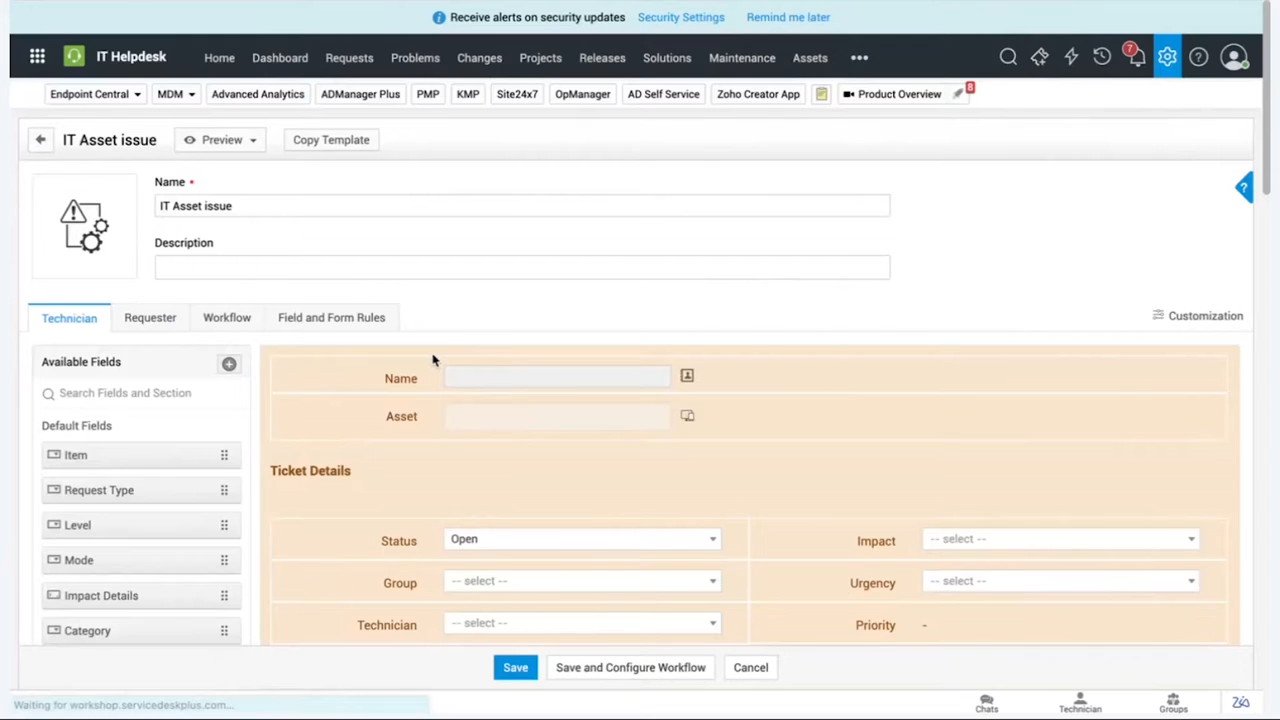 Receive alerts on security updates Security Settings Remind me later
IT Helpdesk Home Dashboard Requests Problems Changes Projects Releases Solutions Maintenance Assets ••• 7
Endpoint Central MDM Advanced Analytics ADManager Plus PMP KMP Site24x7 OpManager AD Self Service Zoho Creator App Product Overview 8
IT Asset issue Preview Copy Template
Name •
IT Asset issue
Description
Technician Requester Workflow Field and Form Rules Customization
Available Fields
Search Fields and Section
Default Fields
Item
Request Type
Level
Mode
Impact Details
Category
Name
Asset
Ticket Details
Status Open Impact -- select --
Group -- select -- Urgency -- select --
Technician -- select -- Priority -
Save Save and Configure Workflow Cancel
Waiting for workshop.servicedeskplus.com...
Chats Technician Groups